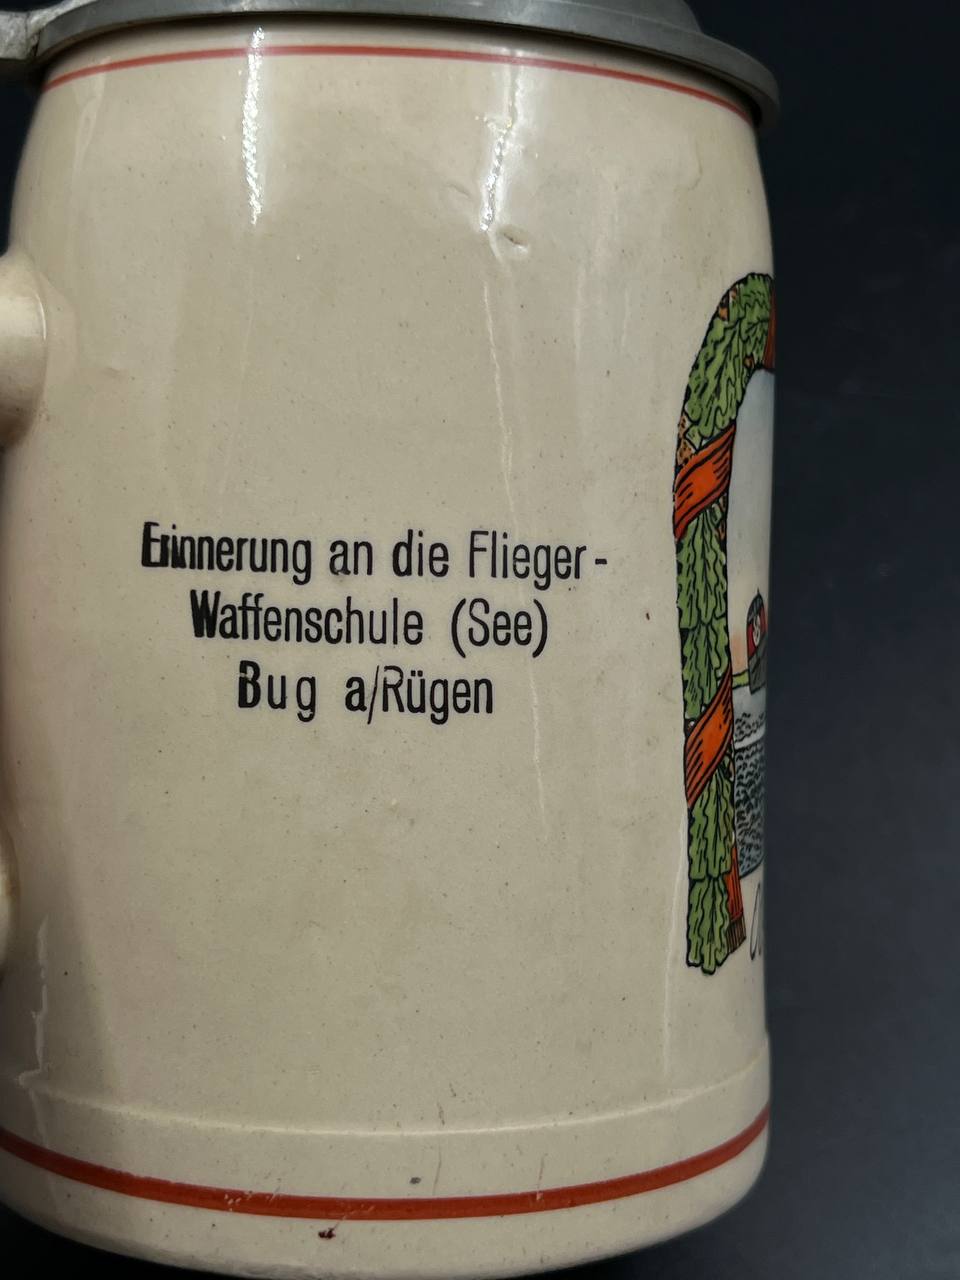 Erinnerung an die Flieger-
Waffenschule (See)
Bug a/Rügen